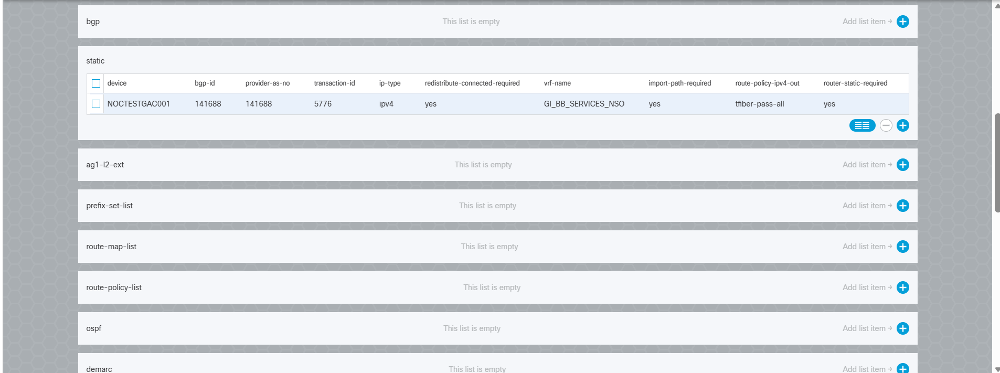 bgp This list is empty Add list item →
static
device bgp-id provider-as-no transaction-id ip-type redistribute-connected-required vrf-name import-path-required route-policy-ipv4-out router-static-required
NOCTESTGAC001 141688 141688 5776 ipv4 yes GI_BB_SERVICES_NSO yes tfiber-pass-all yes
ag1-l2-ext This list is empty Add list item →
prefix-set-list This list is empty Add list item →
route-map-list This list is empty Add list item →
route-policy-list This list is empty Add list item →
ospf This list is empty Add list item →
demarc This list is empty Add list item →